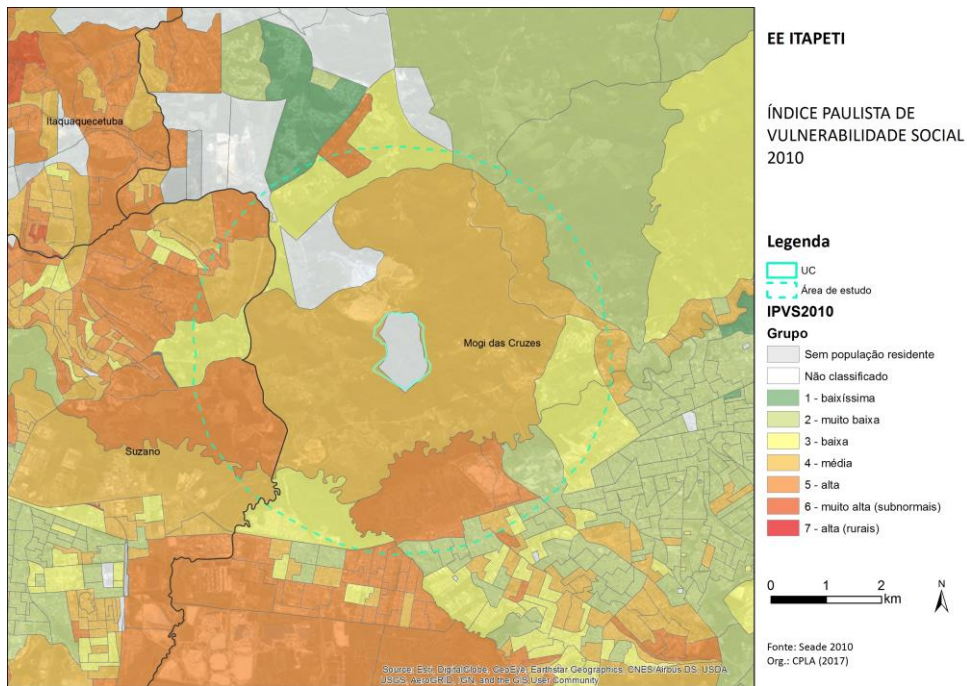 EE ITAPETI
ÍNDICE PAULISTA DE
VULNERABILIDADE SOCIAL
2010
Legenda
UC
Área de estudo
IPVS2010
Grupo
Sem população residente
Não classificado
1 - baixíssima
2 - muito baixa
3 - baixa
4 - média
5 - alta
6 - muito alta (subnormais)
7 - alta (rurais)
0 1 2
km
N
Fonte: Seade 2010
Org.: CPLA (2017)
Itaquaquecetuba
Mogi das Cruzes
Suzano
Source: Esri, DigitalGlobe, GeoEye, Earthstar Geographics, CNES/Airbus DS, USDA,
USGS, AeroGRID, IGN, and the GIS User Community